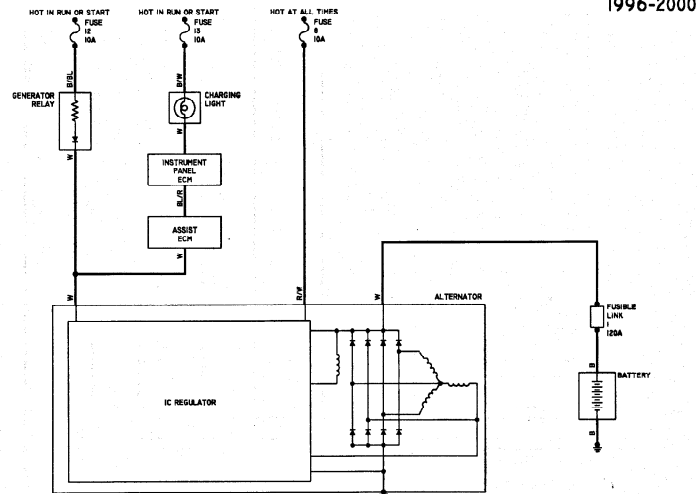 1996-2000
HOT IN RUN OR START
FUSE
12
10A
HOT IN RUN OR START
FUSE
13
10A
HOT AT ALL TIMES
FUSE
8
10A
B/BL
B/W
GENERATOR
RELAY
CHARGING
LIGHT
W
W
INSTRUMENT
PANEL
ECM
BL/R
ASSIST
ECM
W
W
R/W
W
ALTERNATOR
FUSIBLE
LINK
1
120A
B
BATTERY
B
IC REGULATOR